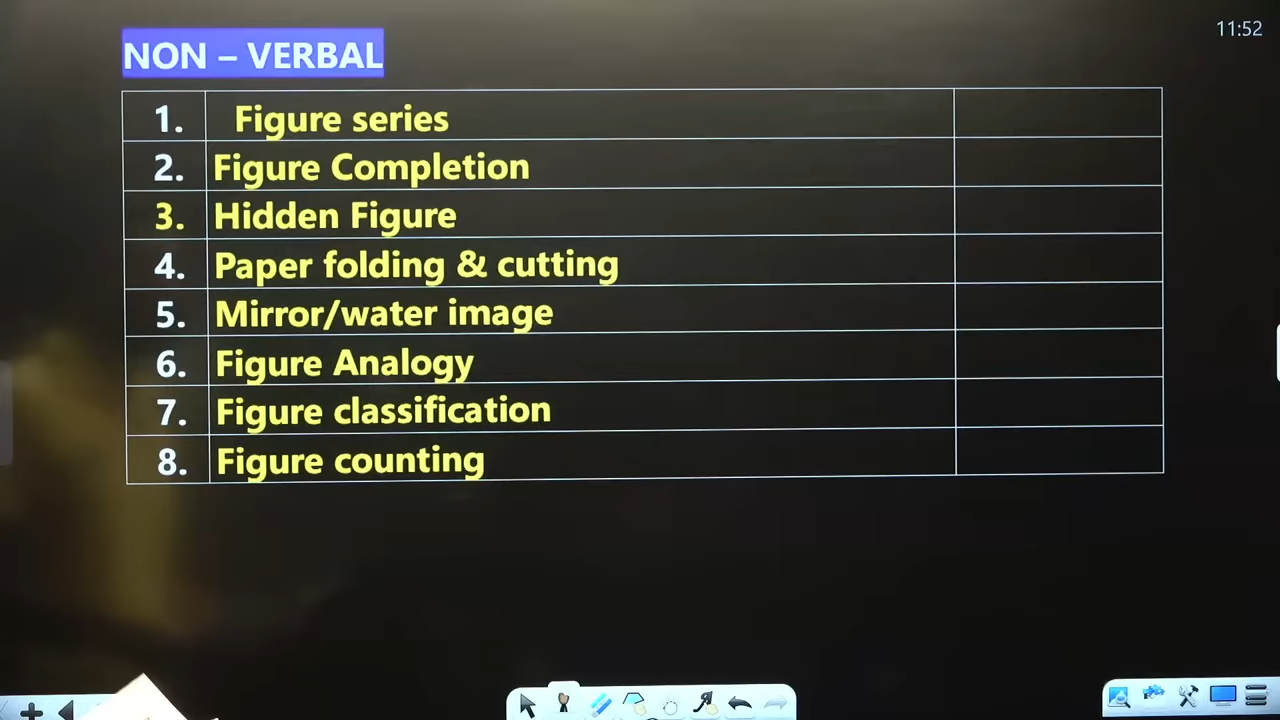 11:52
NON – VERBAL
1. Figure series
2. Figure Completion
3. Hidden Figure
4. Paper folding & cutting
5. Mirror/water image
6. Figure Analogy
7. Figure classification
8. Figure counting